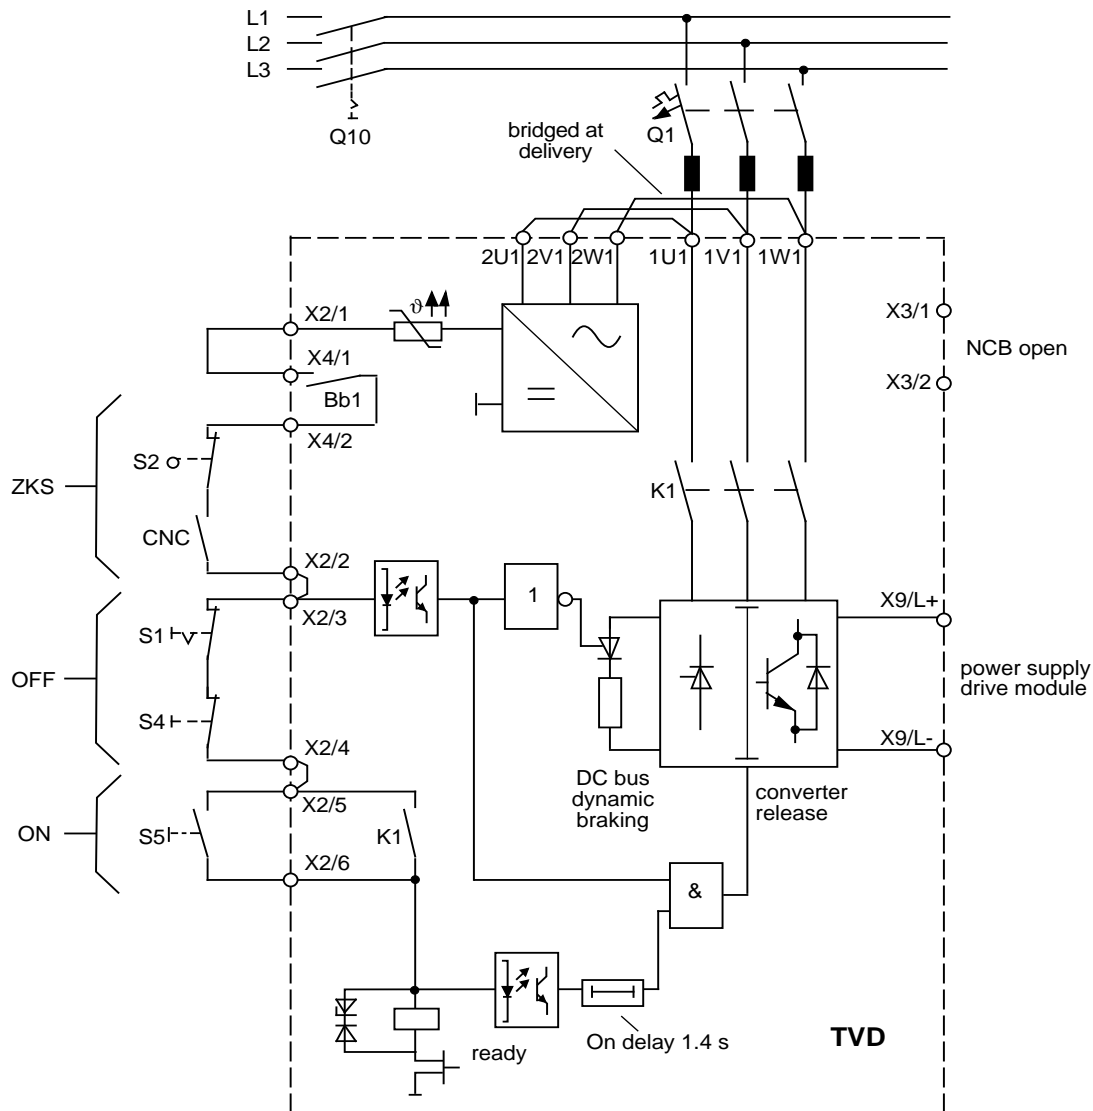 L1
L2
L3
Q10
Q1
bridged at
delivery
2U1 2V1 2W1 1U1 1V1 1W1
X2/1
ϑ
X3/1
NCB open
X4/1
X3/2
Bb1
X4/2
S2
ZKS
K1
CNC
X2/2
1
X2/3
X9/L+
S1
OFF
power supply
drive module
S4
X2/4
X9/L-
DC bus
dynamic
braking
converter
release
X2/5
ON
S5
K1
X2/6
&
On delay 1.4 s
TVD
ready